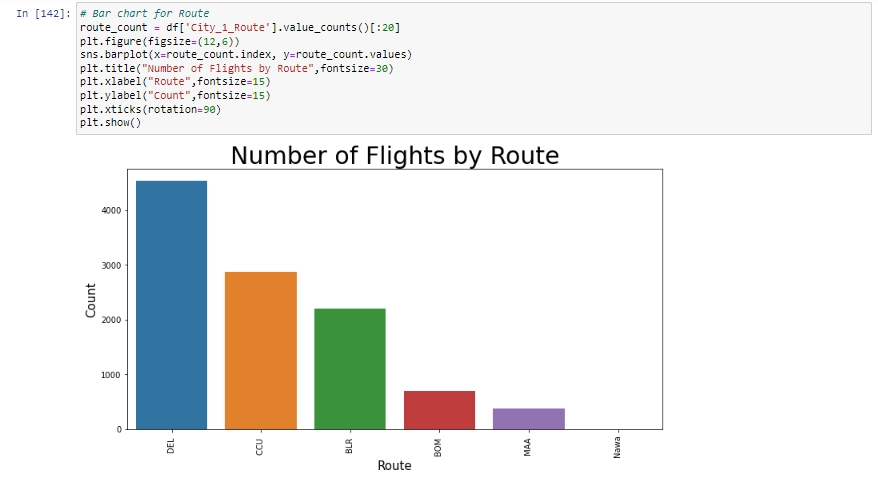 In [142]: # Bar chart for Route
route_count = df['City_1_Route'].value_counts()[:20]
plt.figure(figsize=(12,6))
sns.barplot(x=route_count.index, y=route_count.values)
plt.title("Number of Flights by Route",fontsize=30)
plt.xlabel("Route",fontsize=15)
plt.ylabel("Count",fontsize=15)
plt.xticks(rotation=90)
plt.show()
Number of Flights by Route
4000
3000
2000
1000
0
Count
DEL
CCU
BLR
BOM
MAA
Nawa
Route